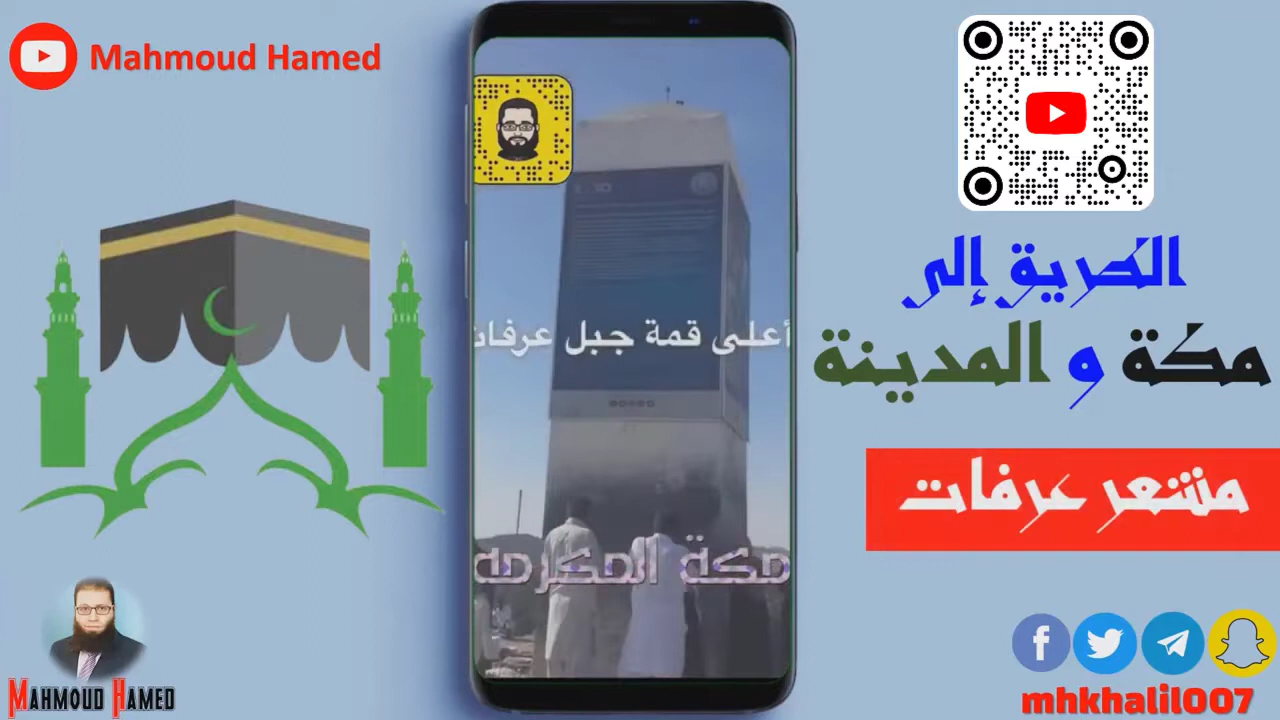 Mahmoud Hamed
أعلى قمة جبل عرفات
مكة المكرمه
الطريق إلى
مكة و المدينة
مشعر عرفات
MAHMOUD HAMED
mhkhalil007